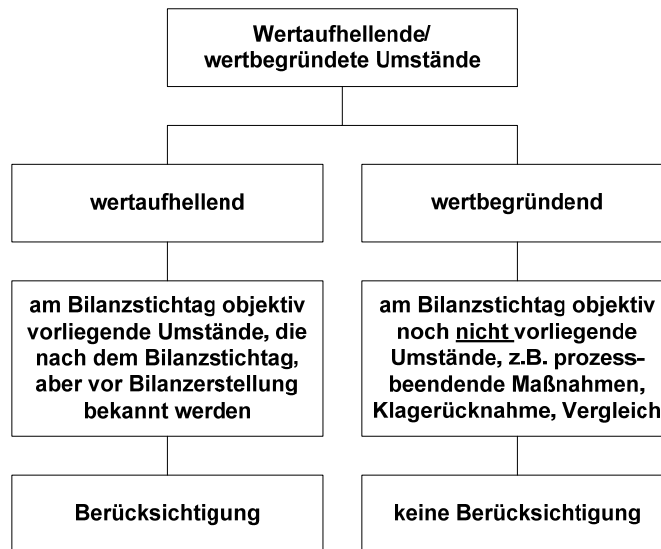 Wertaufhellende/
wertbegründete Umstände
wertaufhellend
wertbegründend
am Bilanzstichtag objektiv
vorliegende Umstände, die
nach dem Bilanzstichtag,
aber vor Bilanzerstellung
bekannt werden
am Bilanzstichtag objektiv
noch nicht vorliegende
Umstände, z.B. prozess-
beendende Maßnahmen,
Klagerücknahme, Vergleich
Berücksichtigung
keine Berücksichtigung